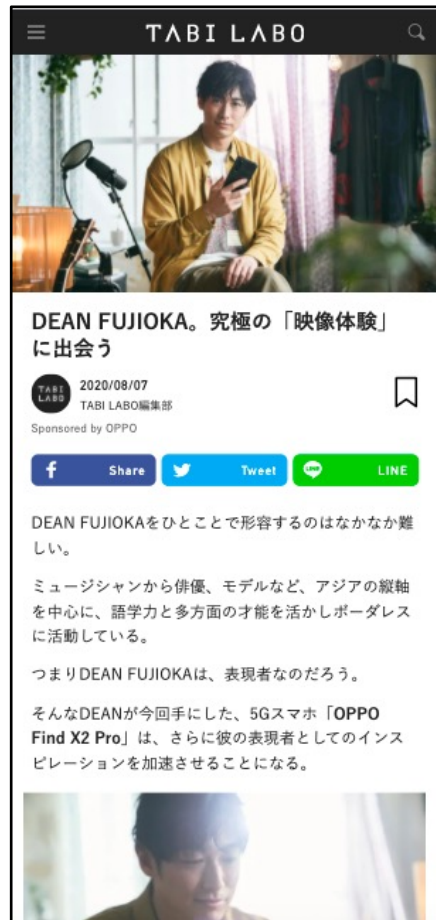 TABI LABO
DEAN FUJIOKA。究極の「映像体験」
に出会う
TABI
LABO
2020/08/07
TABI LABO編集部
Sponsored by OPPO
f Share
Tweet
LINE LINE
DEAN FUJIOKAをひとことで形容するのはなかなか難
しい。
ミュージシャンから俳優、モデルなど、アジアの縦軸
を中心に、語学力と多方面の才能を活かしボーダレス
に活動している。
つまりDEAN FUJIOKAは、表現者なのだろう。
そんなDEANが今回手にした、5Gスマホ「OPPO
Find X2 Pro」は、さらに彼の表現者としてのインス
ピレーションを加速させることになる。